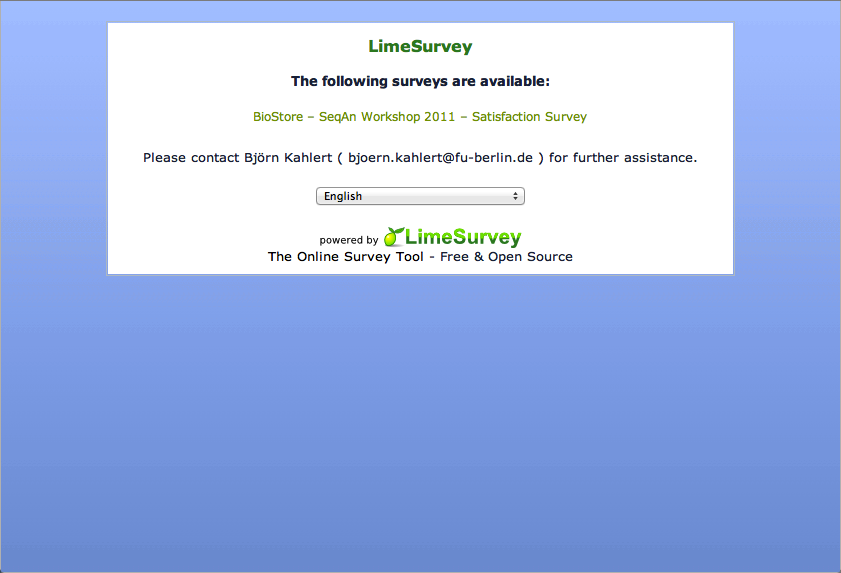 LimeSurvey
The following surveys are available:
BioStore – SeqAn Workshop 2011 – Satisfaction Survey
Please contact Björn Kahlert ( bjoern.kahlert@fu-berlin.de ) for further assistance.
English
powered by LimeSurvey
The Online Survey Tool - Free & Open Source